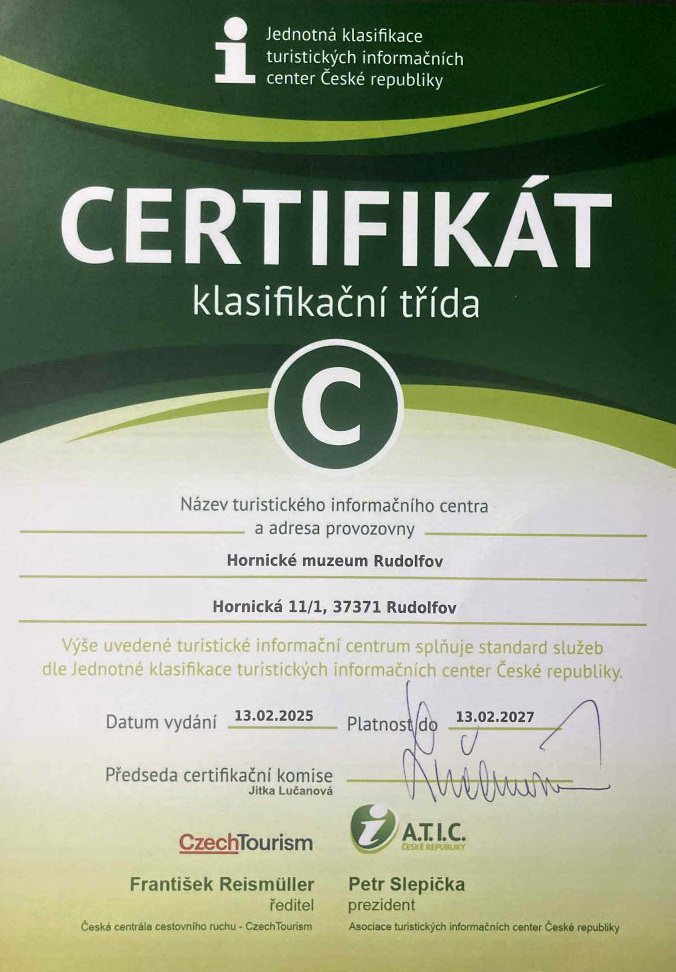 Jednotná klasifikace
turistických informačních
center České republiky
CERTIFIKÁT
klasifikační třída
C
Název turistického informačního centra
a adresa provozovny
Hornické muzeum Rudolfov
Hornická 11/1, 37371 Rudolfov
Výše uvedené turistické informační centrum splňuje standard služeb
dle Jednotné klasifikace turistických informačních center České republiky.
Datum vydání 13.02.2025 Platnost do 13.02.2027
Předseda certifikační komise
Jitka Lučanová
CzechTourism
A.T.I.C.
ČESKÉ REPUBLIKY
František Reismüller
ředitel
Česká centrála cestovního ruchu - CzechTourism
Petr Slepička
prezident
Asociace turistických informačních center České republiky